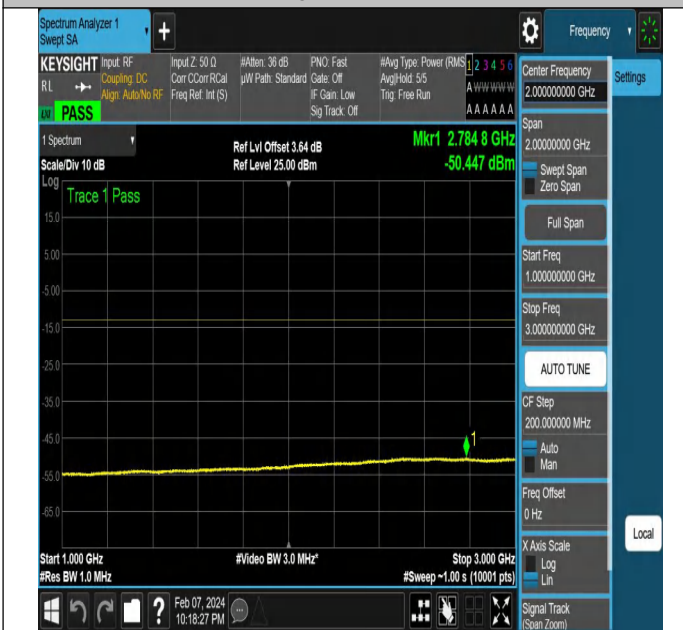 Spectrum Analyzer 1
Swept SA
+
Frequency
KEYSIGHT
RL
LXI
PASS
Input: RF
Coupling: DC
Align: Auto/No RF
Input Z: 50 Ω
Corr CCorr RCal
Freq Ref: Int (S)
#Atten: 36 dB
µW Path: Standard
PNO: Fast
Gate: Off
IF Gain: Low
Sig Track: Off
#Avg Type: Power (RMS
Avg|Hold: 5/5
Trig: Free Run
1 2 3 4 5 6
A W W W W W
A A A A A A
1 Spectrum
Scale/Div 10 dB
Ref Lvl Offset 3.64 dB
Ref Level 25.00 dBm
Mkr1 2.784 8 GHz
-50.447 dBm
Log
Trace 1 Pass
15.0
5.00
-5.00
-15.0
-25.0
-35.0
-45.0
-55.0
-65.0
1
Start 1.000 GHz
#Res BW 1.0 MHz
#Video BW 3.0 MHz*
Stop 3.000 GHz
#Sweep ~1.00 s (10001 pts)
?
Feb 07, 2024
10:18:27 PM
Center Frequency
2.000000000 GHz
Span
2.00000000 GHz
Swept Span
Zero Span
Full Span
Start Freq
1.000000000 GHz
Stop Freq
3.000000000 GHz
AUTO TUNE
CF Step
200.000000 MHz
Auto
Man
Freq Offset
0 Hz
X Axis Scale
Log
Lin
Signal Track
(Span Zoom)
Settings
Local